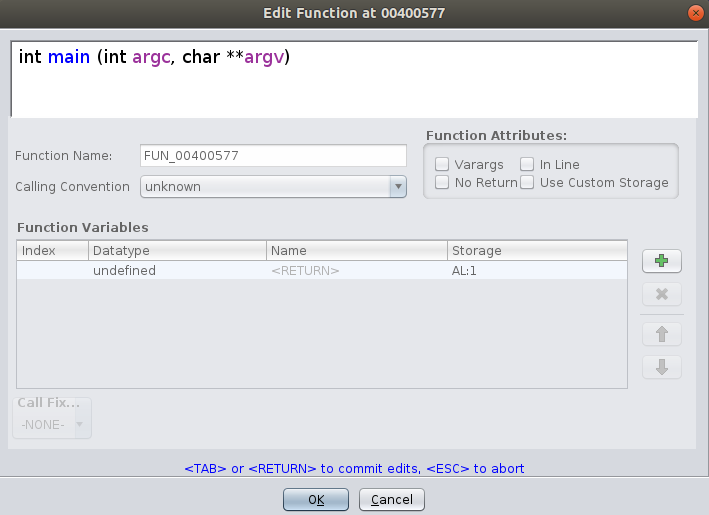 Edit Function at 00400577
int main (int argc, char **argv)
Function Name:
FUN_00400577
Calling Convention
unknown
Function Attributes:
Varargs
In Line
No Return
Use Custom Storage
Function Variables
Index Datatype Name Storage
undefined <RETURN> AL:1
Call Fix...
-NONE-
<TAB> or <RETURN> to commit edits, <ESC> to abort
OK Cancel